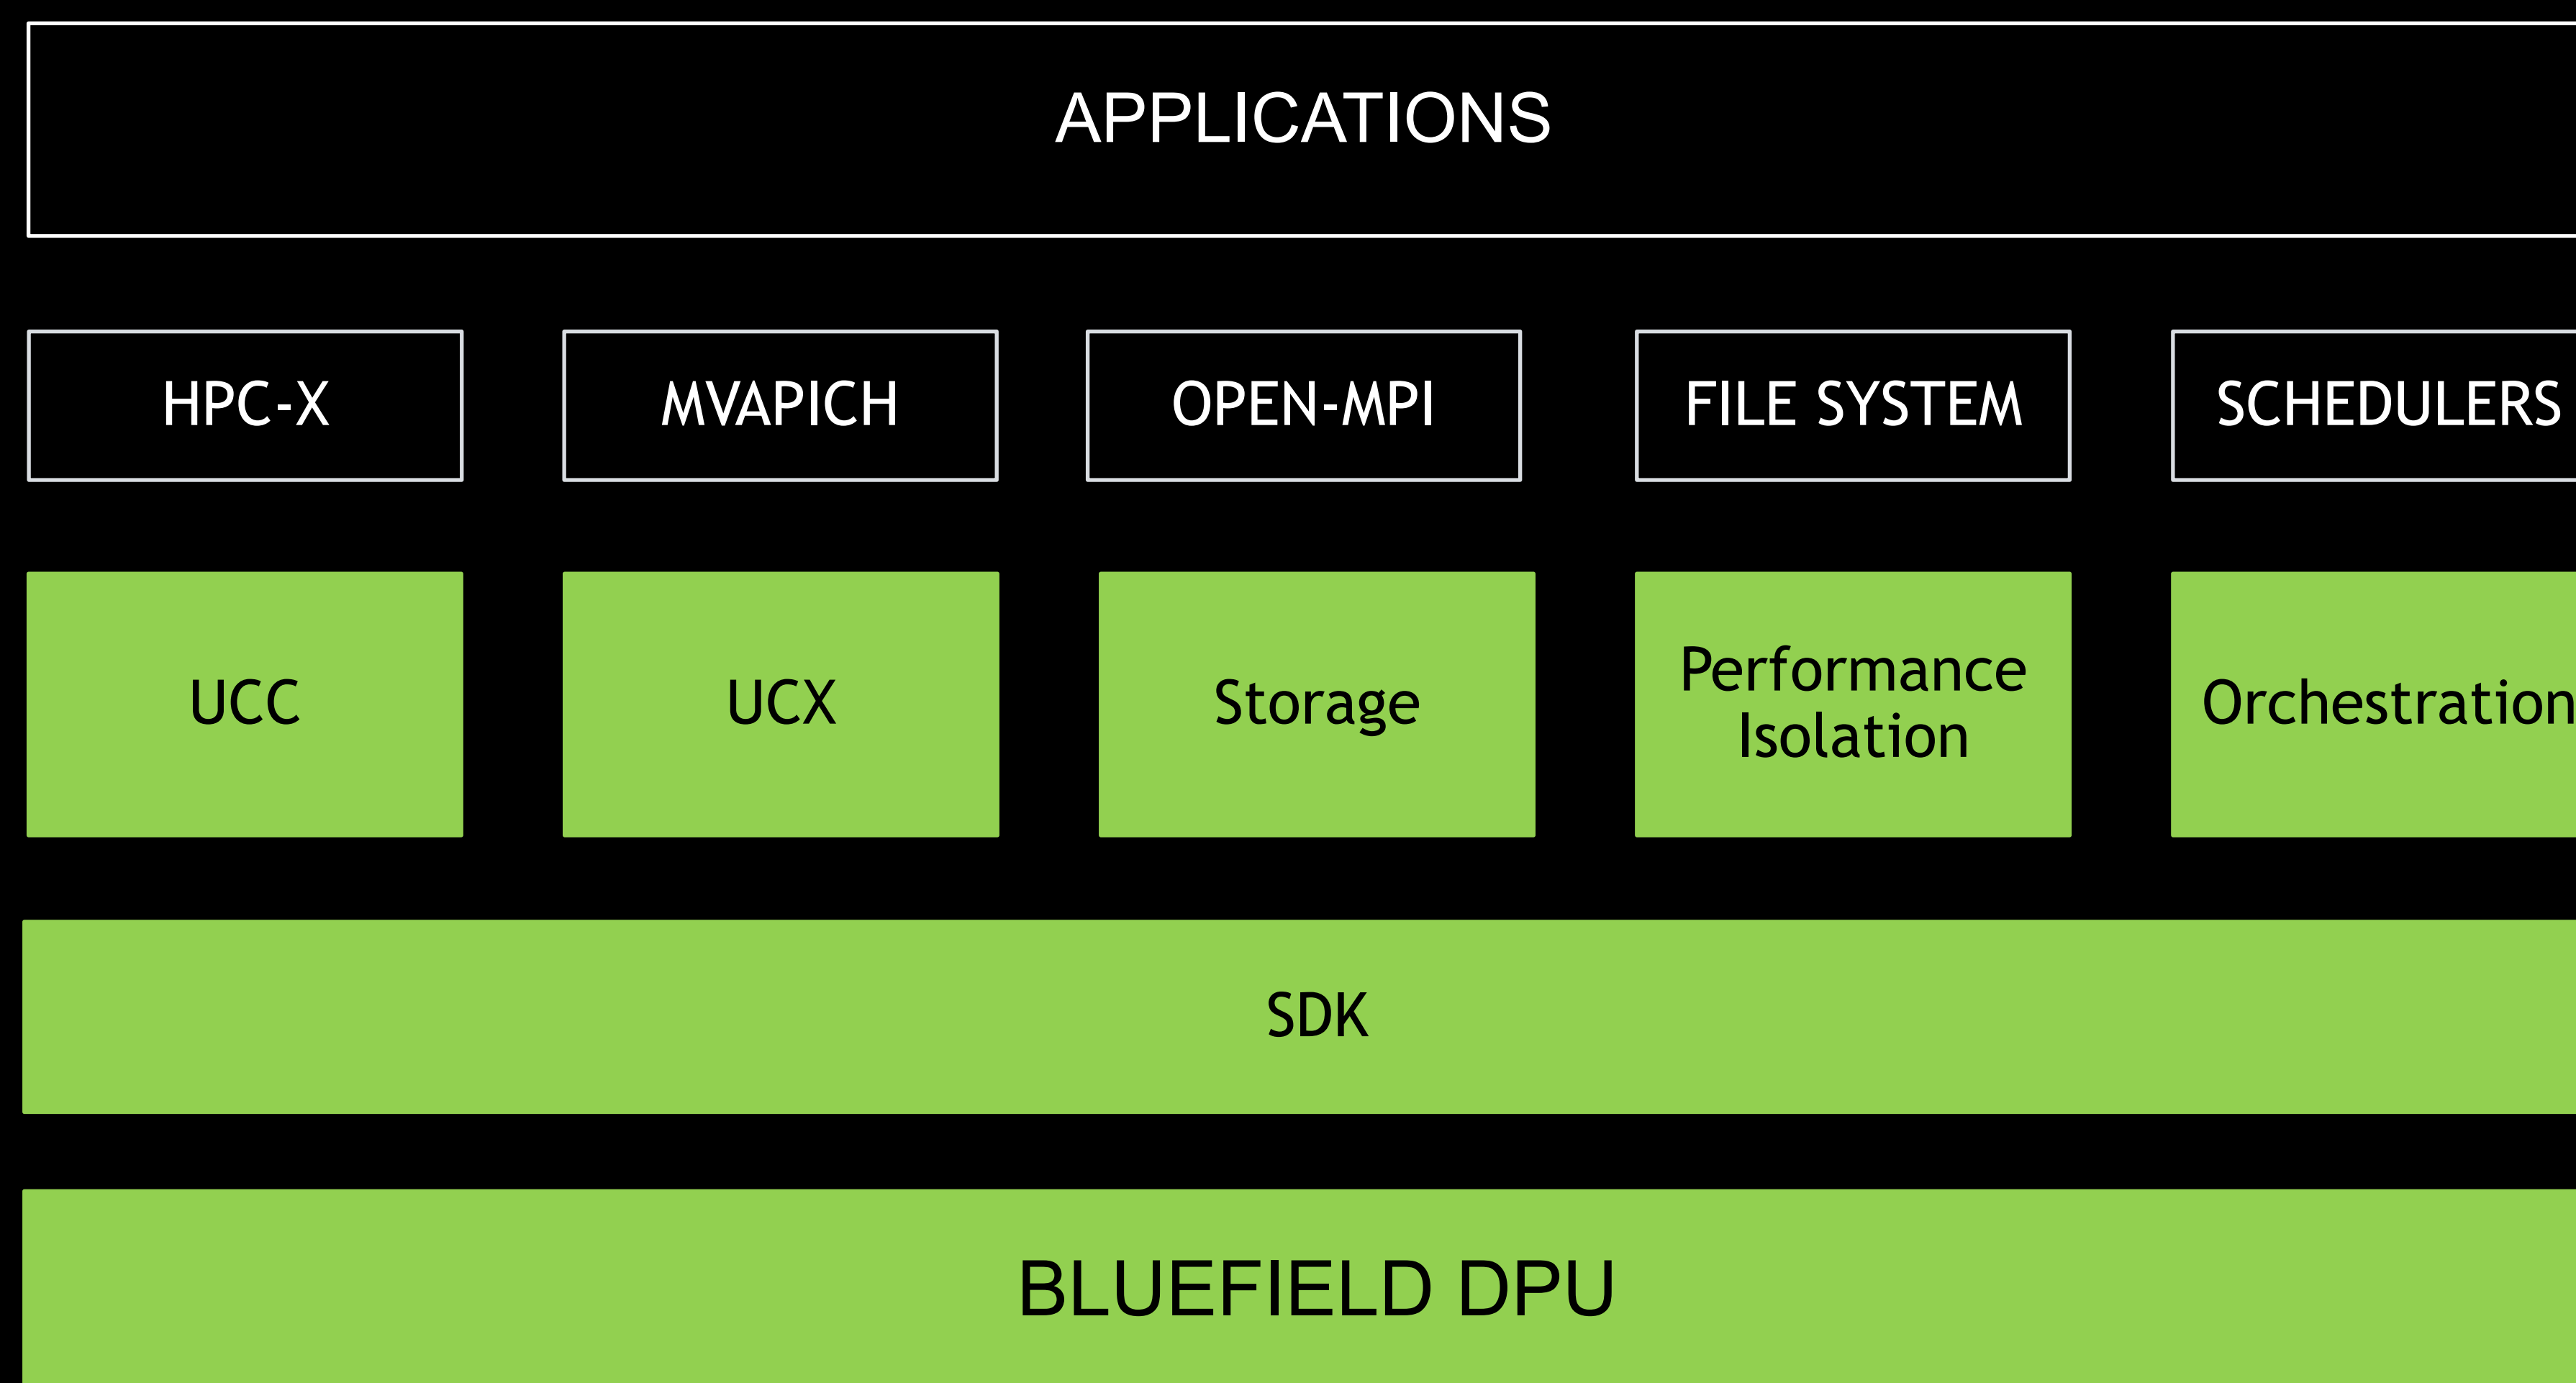 APPLICATIONS
HPC-X
MVAPICH
OPEN-MPI
FILE SYSTEM
SCHEDULERS
UCC
UCX
Storage
Performance
Isolation
Orchestration
SDK
BLUEFIELD DPU